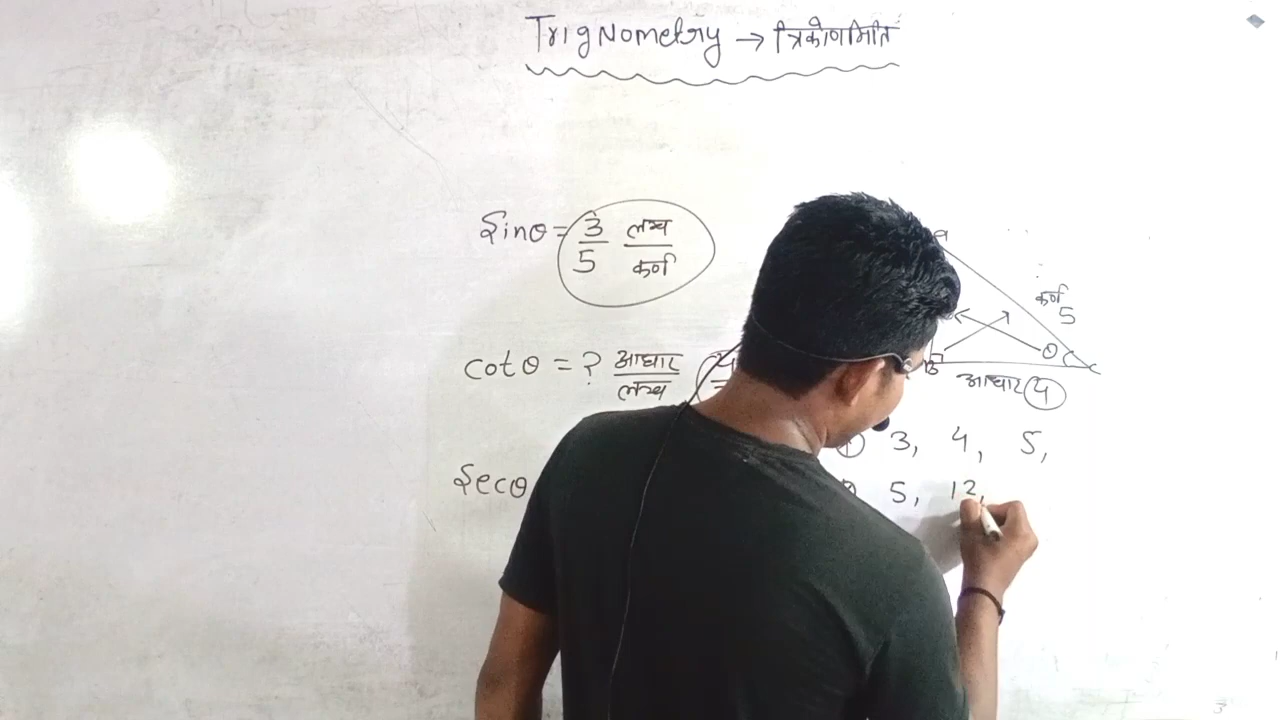 TrigNometry → त्रिकोणमिति
Sinθ = 3/5 लम्ब/कर्ण
कर्ण
5
θ
B
C
आधार 4
cotθ = ? आधार/लम्ब
① 3, 4, 5,
Secθ
5, 12,